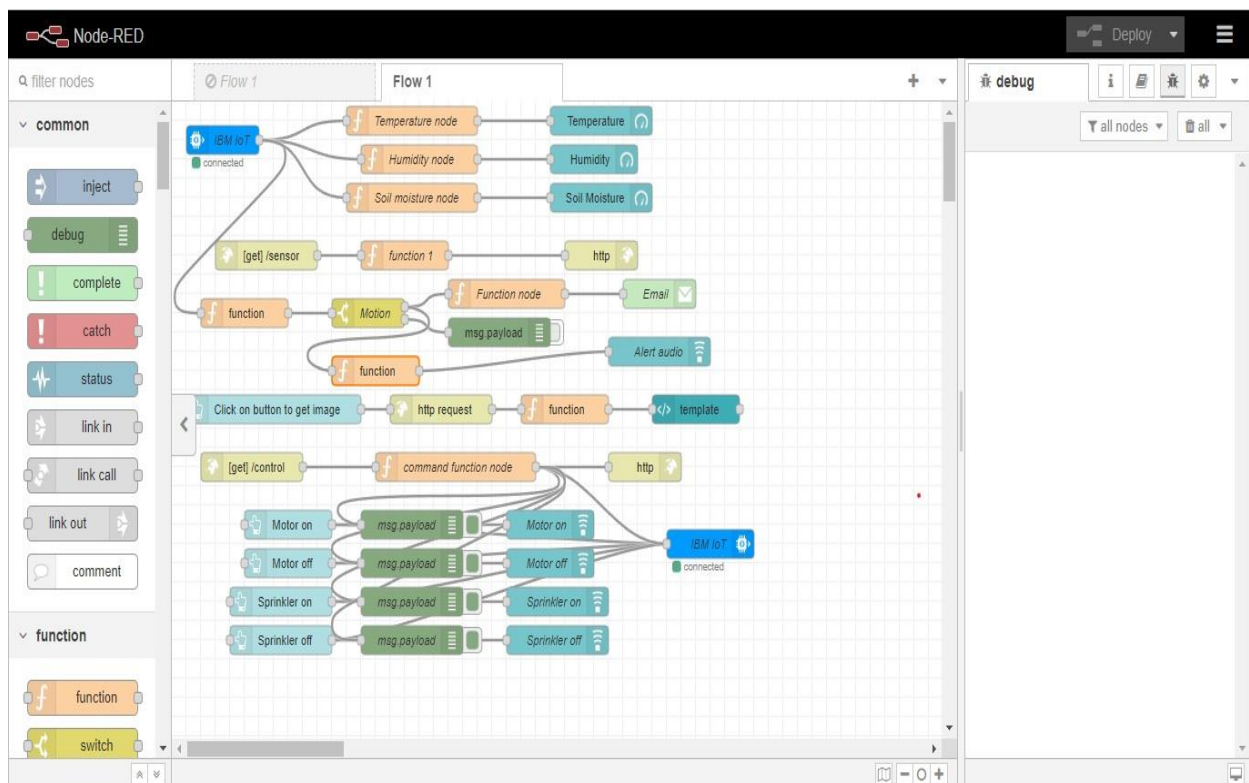 Node-RED
Deploy
filter nodes
Flow 1
Flow 1
debug
i
all nodes
all
common
inject
debug
complete
catch
status
link in
link call
link out
comment
function
function
switch
IBM IoT
connected
Temperature node
Temperature
Humidity node
Humidity
Soil moisture node
Soil Moisture
[get] /sensor
function 1
http
function
Motion
Function node
Email
msg.payload
function
Alert audio
Click on button to get image
http request
function
template
[get] /control
command function node
http
Motor on
msg.payload
Motor on
Motor off
msg.payload
Motor off
Sprinkler on
msg.payload
Sprinkler on
Sprinkler off
msg.payload
Sprinkler off
IBM IoT
connected